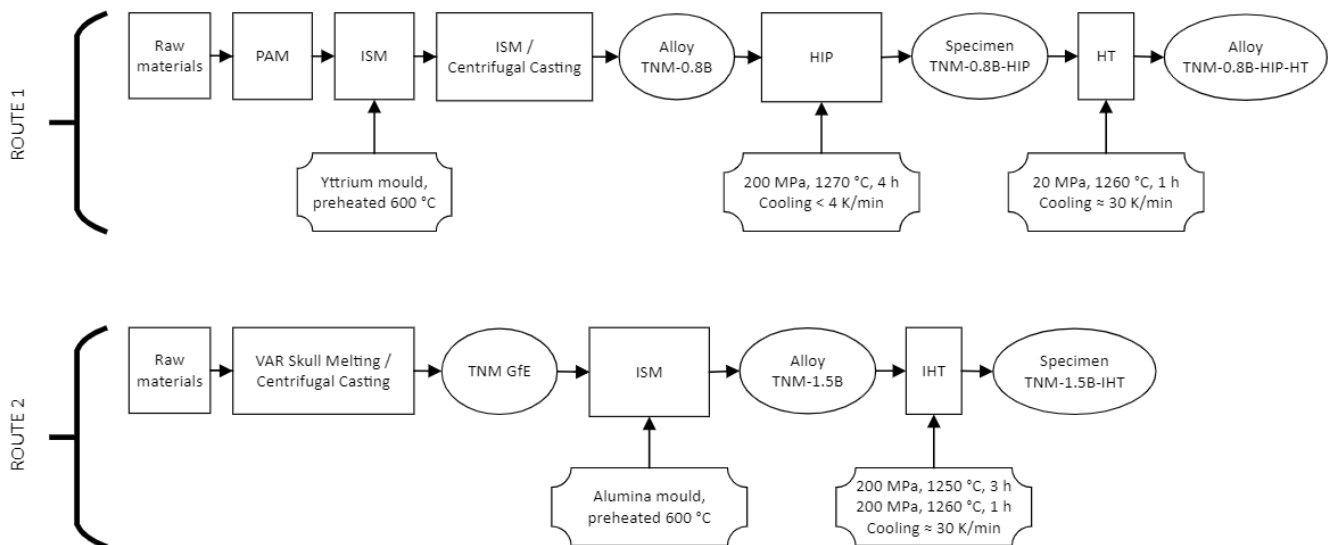 ROUTE 1
Raw
materials
PAM
ISM
ISM /
Centrifugal Casting
Alloy
TNM-0.8B
HIP
Specimen
TNM-0.8B-HIP
HT
Alloy
TNM-0.8B-HIP-HT
Yttrium mould,
preheated 600 °C
200 MPa, 1270 °C, 4 h
Cooling < 4 K/min
20 MPa, 1260 °C, 1 h
Cooling ≈ 30 K/min
ROUTE 2
Raw
materials
VAR Skull Melting /
Centrifugal Casting
TNM GfE
ISM
Alloy
TNM-1.5B
IHT
Specimen
TNM-1.5B-IHT
Alumina mould,
preheated 600 °C
200 MPa, 1250 °C, 3 h
200 MPa, 1260 °C, 1 h
Cooling ≈ 30 K/min